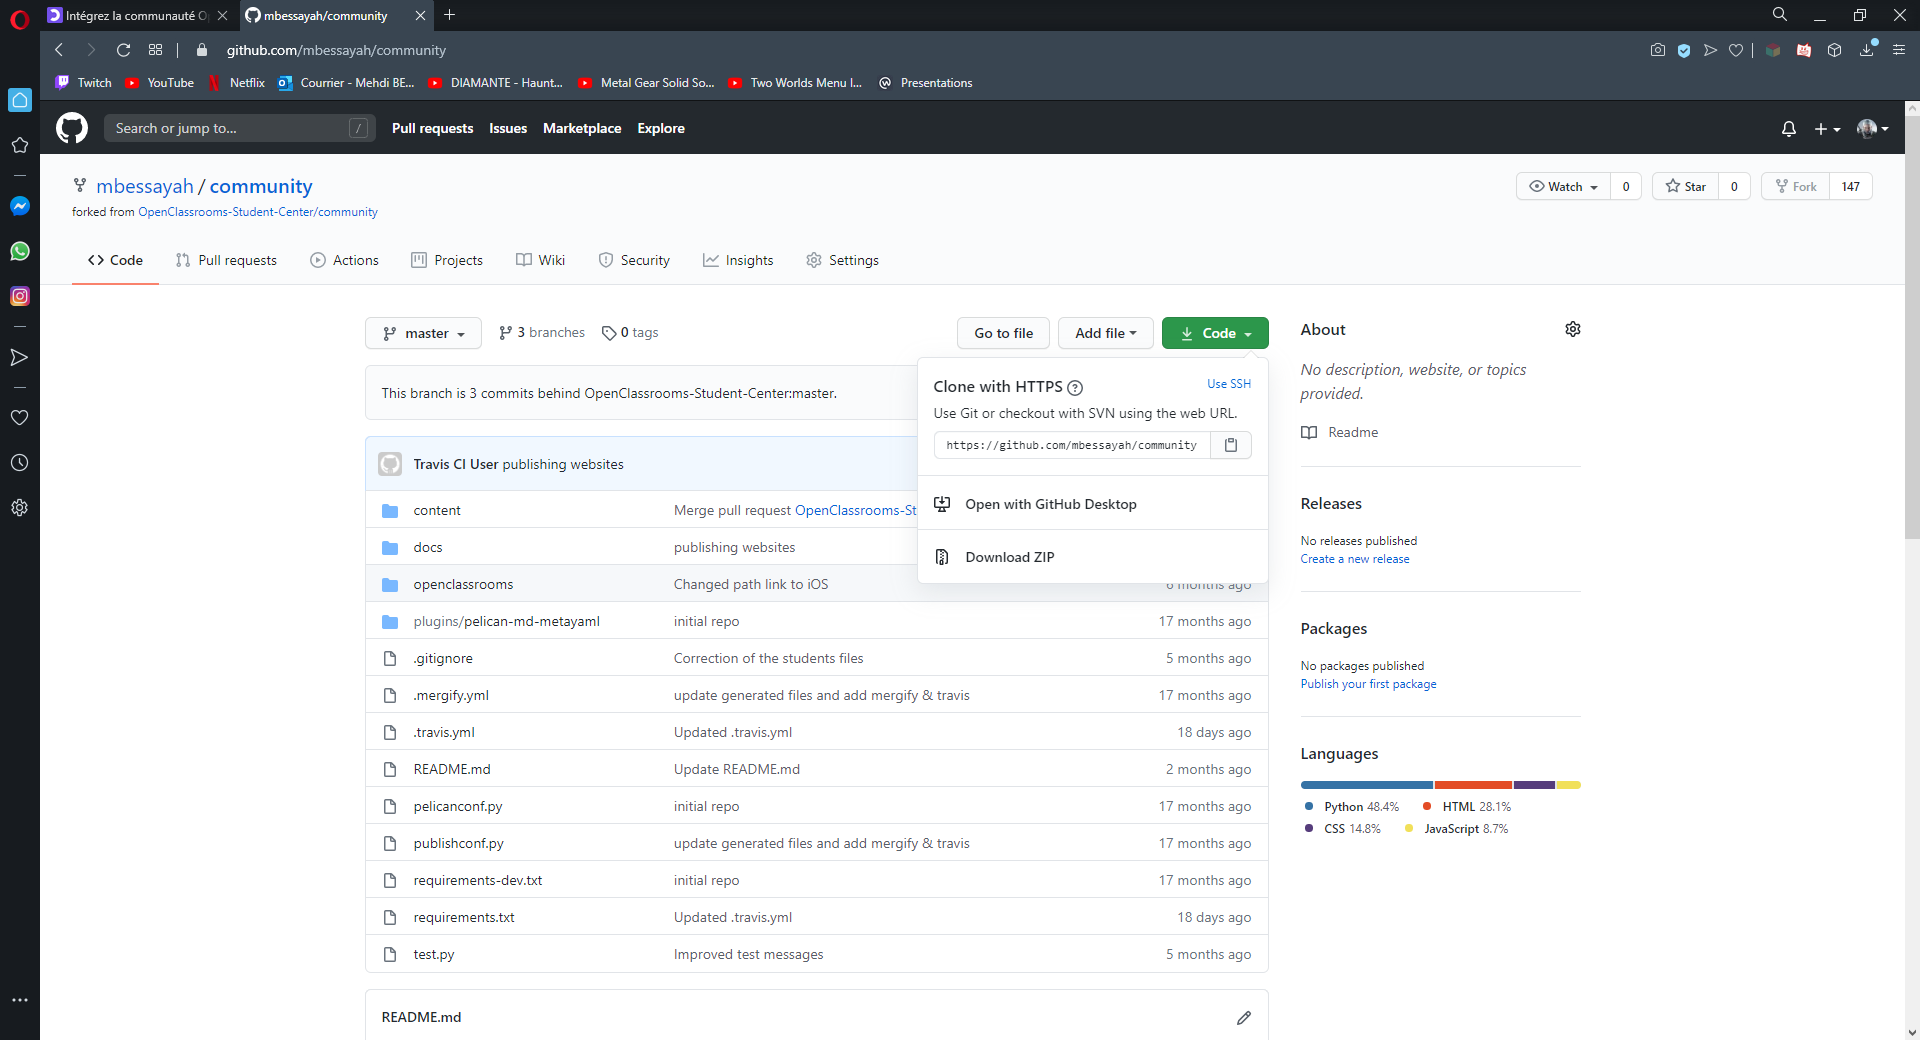 Intégrez la communauté O
mbessayah/community
github.com/mbessayah/community
Twitch
YouTube
Netflix
Courrier - Mehdi BE...
DIAMANTE - Haunt...
Metal Gear Solid So...
Two Worlds Menu I...
Presentations
Search or jump to... /
Pull requests
Issues
Marketplace
Explore
mbessayah / community
forked from OpenClassrooms-Student-Center/community
Watch 0
Star 0
Fork 147
Code
Pull requests
Actions
Projects
Wiki
Security
Insights
Settings
master
3 branches
0 tags
Go to file
Add file
Code
This branch is 3 commits behind OpenClassrooms-Student-Center:master.
Clone with HTTPS
Use SSH
Use Git or checkout with SVN using the web URL.
https://github.com/mbessayah/community
Open with GitHub Desktop
Download ZIP
Travis CI User publishing websites
content Merge pull request OpenClassrooms-St
docs publishing websites
openclassrooms Changed path link to iOS 6 months ago
plugins/pelican-md-metayaml initial repo 17 months ago
.gitignore Correction of the students files 5 months ago
.mergify.yml update generated files and add mergify & travis 17 months ago
.travis.yml Updated .travis.yml 18 days ago
README.md Update README.md 2 months ago
pelicanconf.py initial repo 17 months ago
publishconf.py update generated files and add mergify & travis 17 months ago
requirements-dev.txt initial repo 17 months ago
requirements.txt Updated .travis.yml 18 days ago
test.py Improved test messages 5 months ago
README.md
About
No description, website, or topics
provided.
Readme
Releases
No releases published
Create a new release
Packages
No packages published
Publish your first package
Languages
Python 48.4% HTML 28.1%
CSS 14.8% JavaScript 8.7%